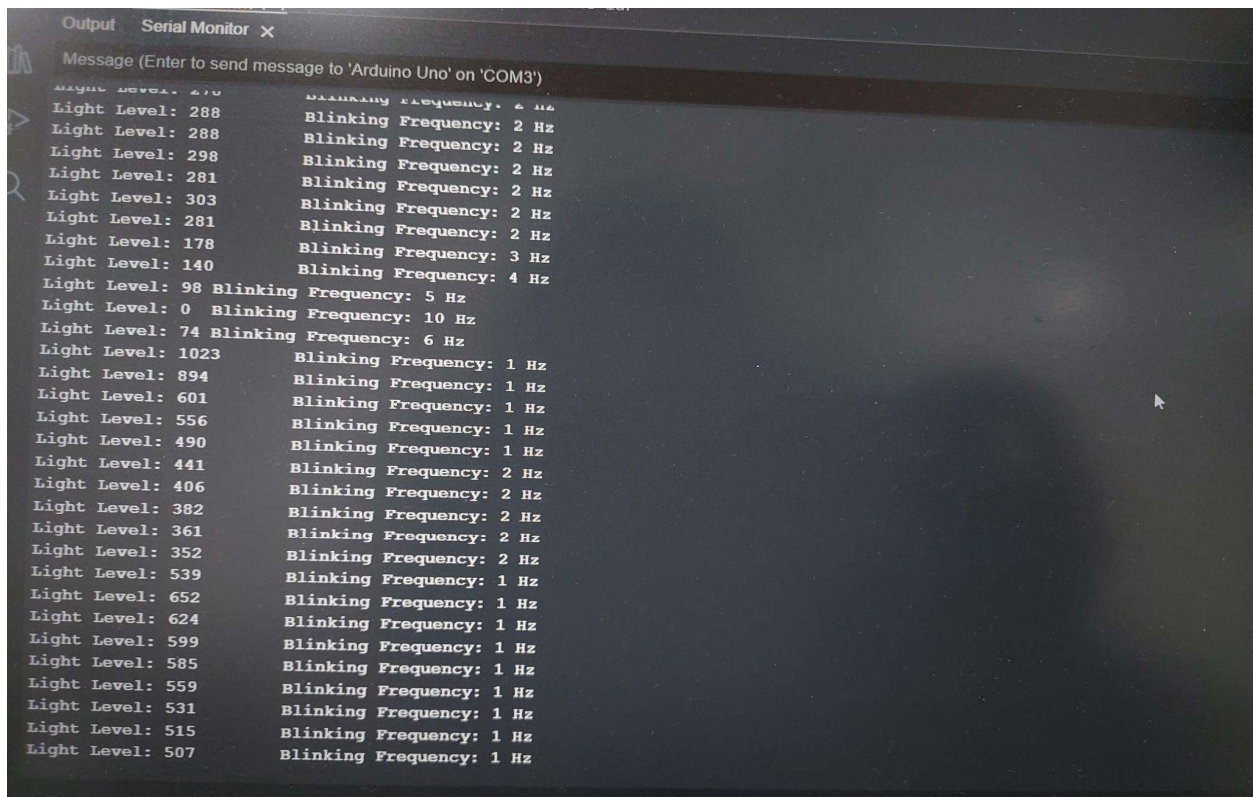 Output Serial Monitor ×
Message (Enter to send message to 'Arduino Uno' on 'COM3')
Light Level: Blinking Frequency: 2 Hz
Light Level: 288 Blinking Frequency: 2 Hz
Light Level: 288 Blinking Frequency: 2 Hz
Light Level: 298 Blinking Frequency: 2 Hz
Light Level: 281 Blinking Frequency: 2 Hz
Light Level: 303 Blinking Frequency: 2 Hz
Light Level: 281 Blinking Frequency: 2 Hz
Light Level: 178 Blinking Frequency: 3 Hz
Light Level: 140 Blinking Frequency: 4 Hz
Light Level: 98 Blinking Frequency: 5 Hz
Light Level: 0 Blinking Frequency: 10 Hz
Light Level: 74 Blinking Frequency: 6 Hz
Light Level: 1023 Blinking Frequency: 1 Hz
Light Level: 894 Blinking Frequency: 1 Hz
Light Level: 601 Blinking Frequency: 1 Hz
Light Level: 556 Blinking Frequency: 1 Hz
Light Level: 490 Blinking Frequency: 1 Hz
Light Level: 441 Blinking Frequency: 2 Hz
Light Level: 406 Blinking Frequency: 2 Hz
Light Level: 382 Blinking Frequency: 2 Hz
Light Level: 361 Blinking Frequency: 2 Hz
Light Level: 352 Blinking Frequency: 2 Hz
Light Level: 539 Blinking Frequency: 1 Hz
Light Level: 652 Blinking Frequency: 1 Hz
Light Level: 624 Blinking Frequency: 1 Hz
Light Level: 599 Blinking Frequency: 1 Hz
Light Level: 585 Blinking Frequency: 1 Hz
Light Level: 559 Blinking Frequency: 1 Hz
Light Level: 531 Blinking Frequency: 1 Hz
Light Level: 515 Blinking Frequency: 1 Hz
Light Level: 507 Blinking Frequency: 1 Hz